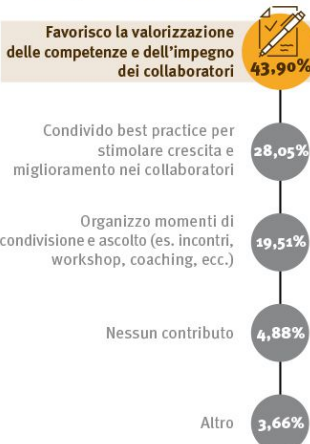 Favorisco la valorizzazione
delle competenze e dell'impegno
dei collaboratori
43,90%
Condivido best practice per
stimolare crescita e
miglioramento nei collaboratori
28,05%
Organizzo momenti di
condivisione e ascolto (es. incontri,
workshop, coaching, ecc.)
19,51%
Nessun contributo
4,88%
Altro
3,66%